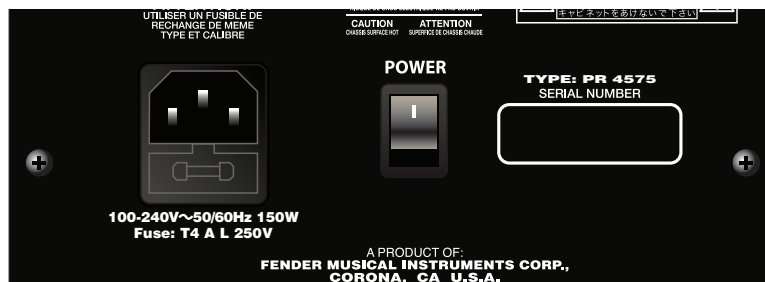 UTILISER UN FUSIBLE DE
RECHANGE DE MEME
TYPE ET CALIBRE
CAUTION
CHASSIS SURFACE HOT
ATTENTION
SUPERFICE DE CHASSIS CHAUDE
キャビネットをあけないで下さい
POWER
TYPE: PR 4575
SERIAL NUMBER
100-240V～50/60Hz 150W
Fuse: T4 A L 250V
A PRODUCT OF:
FENDER MUSICAL INSTRUMENTS CORP.,
CORONA, CA U.S.A.